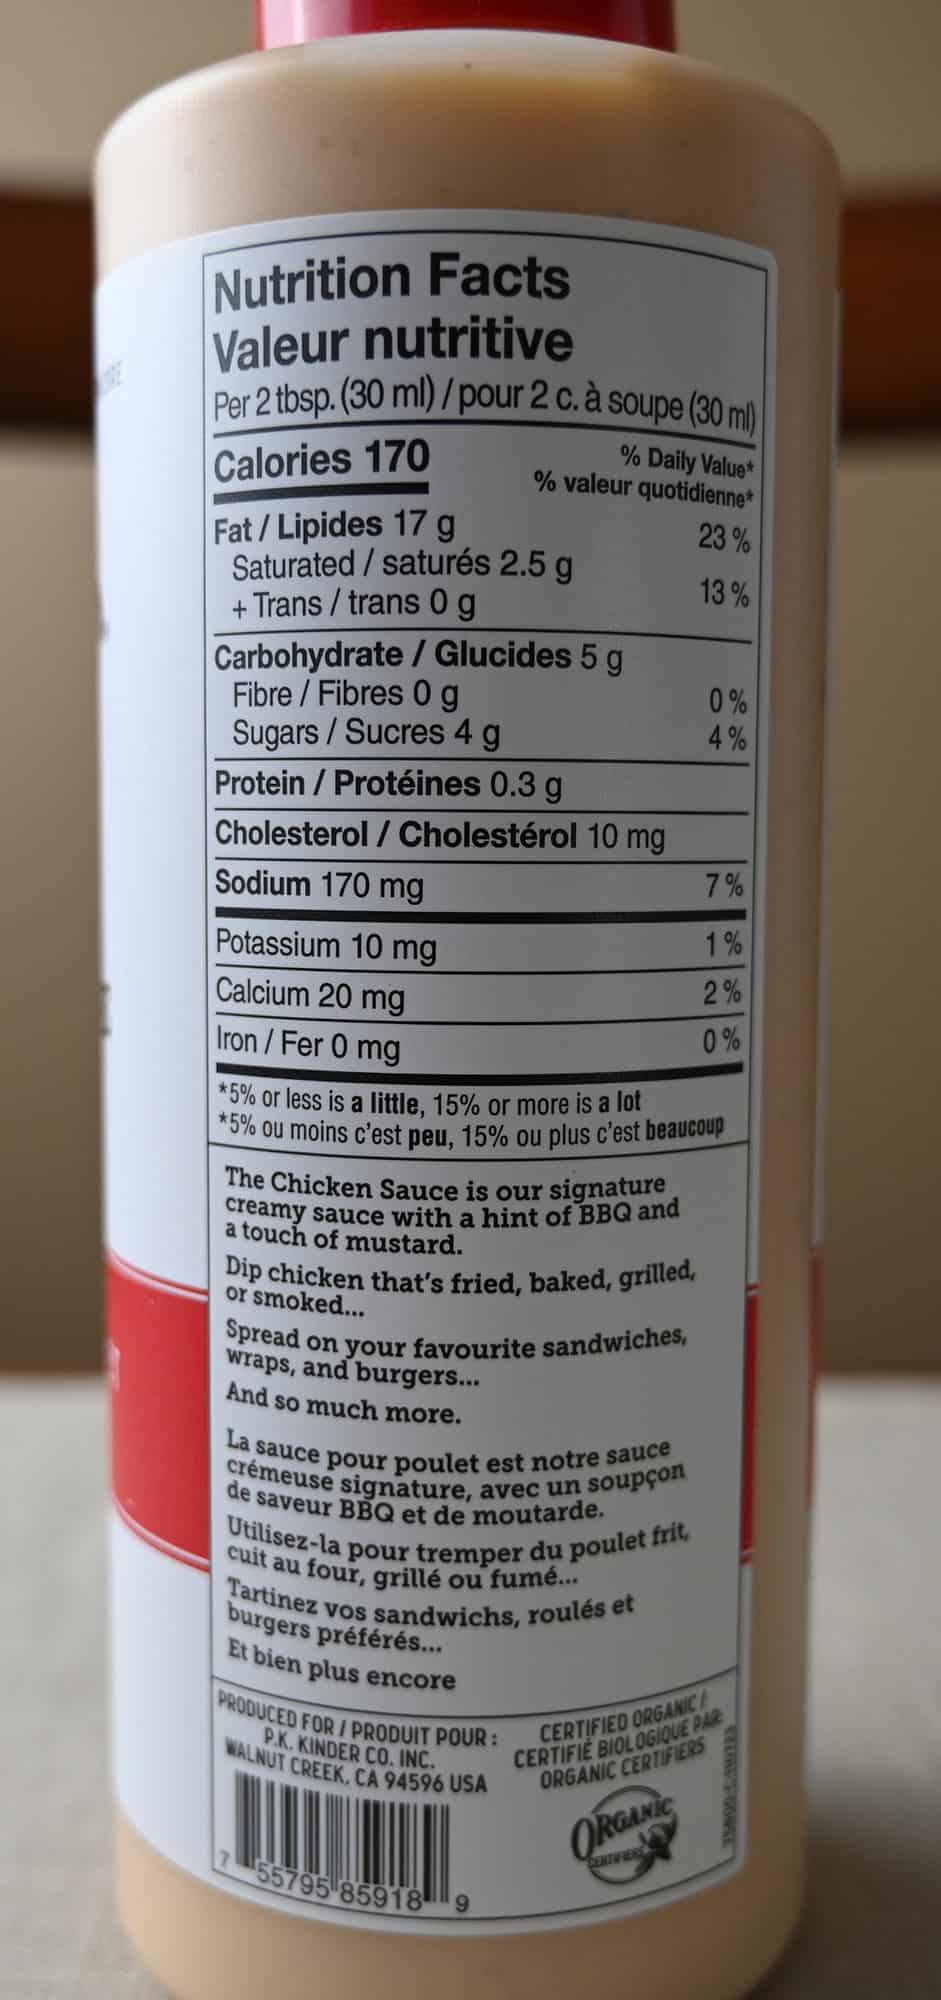 Nutrition Facts
Valeur nutritive
Per 2 tbsp. (30 ml) / pour 2 c. à soupe (30 ml)
Calories 170
% Daily Value*
% valeur quotidienne*
Fat / Lipides 17 g 23 %
Saturated / saturés 2.5 g
+ Trans / trans 0 g 13 %
Carbohydrate / Glucides 5 g
Fibre / Fibres 0 g 0 %
Sugars / Sucres 4 g 4 %
Protein / Protéines 0.3 g
Cholesterol / Cholestérol 10 mg
Sodium 170 mg 7 %
Potassium 10 mg 1 %
Calcium 20 mg 2 %
Iron / Fer 0 mg 0 %
*5% or less is a little, 15% or more is a lot
*5% ou moins c'est peu, 15% ou plus c'est beaucoup
The Chicken Sauce is our signature
creamy sauce with a hint of BBQ and
a touch of mustard.
Dip chicken that's fried, baked, grilled,
or smoked...
Spread on your favourite sandwiches,
wraps, and burgers...
And so much more.
La sauce pour poulet est notre sauce
crémeuse signature, avec un soupçon
de saveur BBQ et de moutarde.
Utilisez-la pour tremper du poulet frit,
cuit au four, grillé ou fumé...
Tartinez vos sandwichs, roulés et
burgers préférés...
Et bien plus encore
PRODUCED FOR / PRODUIT POUR :
P.K. KINDER CO. INC.
WALNUT CREEK, CA 94596 USA
CERTIFIED ORGANIC /
CERTIFIÉ BIOLOGIQUE PAR:
ORGANIC CERTIFIERS
ORGANIC
CERTIFIERS
7 55795 85918 9